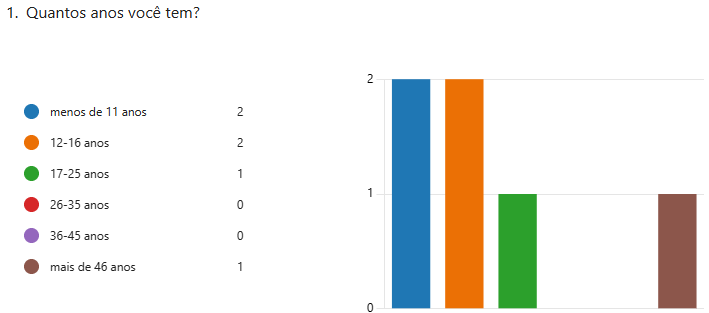 1. Quantos anos você tem?
menos de 11 anos 2
12-16 anos 2
17-25 anos 1
26-35 anos 0
36-45 anos 0
mais de 46 anos 1
2
1
0